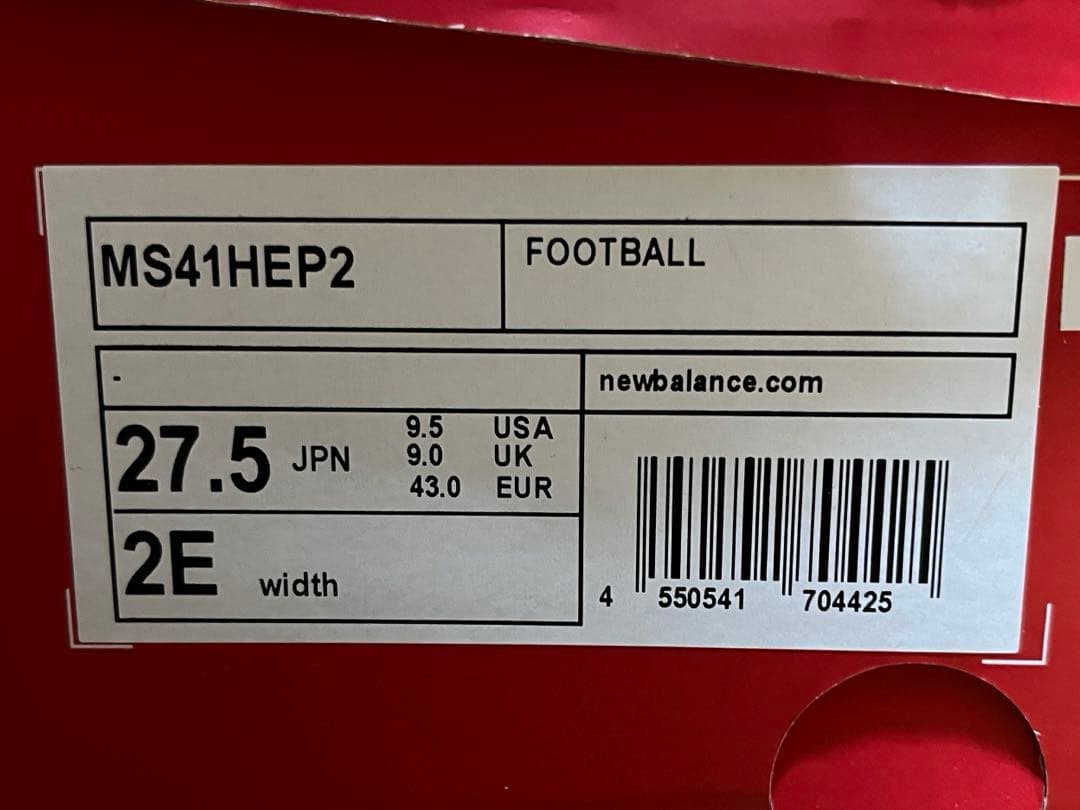 MS41HEP2
FOOTBALL
-
newbalance.com
27.5 JPN
9.5 USA
9.0 UK
43.0 EUR
2E width
4 550541 704425